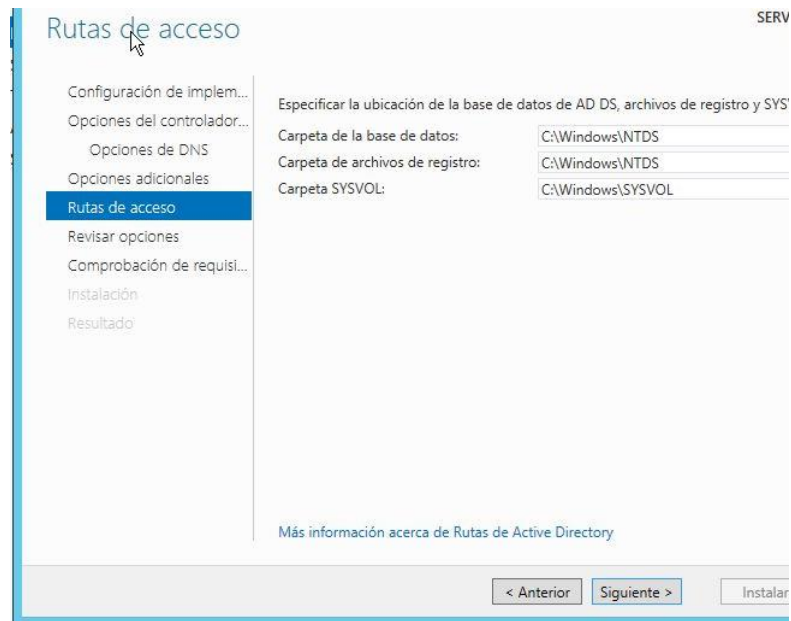 Rutas de acceso
SERV
Configuración de implem...
Opciones del controlador...
Opciones de DNS
Opciones adicionales
Rutas de acceso
Revisar opciones
Comprobación de requisi...
Instalación
Resultado
Especificar la ubicación de la base de datos de AD DS, archivos de registro y SYS
Carpeta de la base de datos: C:\Windows\NTDS
Carpeta de archivos de registro: C:\Windows\NTDS
Carpeta SYSVOL: C:\Windows\SYSVOL
Más información acerca de Rutas de Active Directory
< Anterior Siguiente > Instalar